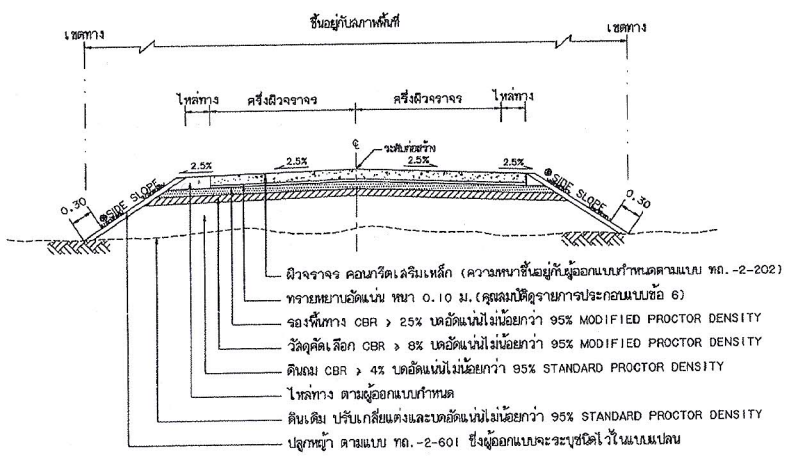 ขึ้นอยู่กับสภาพพื้นที่
เขตทาง เขตทาง
ไหล่ทาง ครึ่งผิวจราจร ครึ่งผิวจราจร ไหล่ทาง
℄ ระดับก่อสร้าง
2.5% 2.5% 2.5% 2.5%
0.30 SIDE SLOPE SIDE SLOPE 0.30
ผิวจราจร คอนกรีตเสริมเหล็ก (ความหนาขึ้นอยู่กับผู้ออกแบบกำหนดตามแบบ ทถ.-2-202)
ทรายหยาบอัดแน่น หนา 0.10 ม.(คุณสมบัติดูรายการประกอบแบบข้อ 6)
รองพื้นทาง CBR ≥ 25% บดอัดแน่นไม่น้อยกว่า 95% MODIFIED PROCTOR DENSITY
วัสดุคัดเลือก CBR ≥ 8% บดอัดแน่นไม่น้อยกว่า 95% MODIFIED PROCTOR DENSITY
ดินถม CBR ≥ 4% บดอัดแน่นไม่น้อยกว่า 95% STANDARD PROCTOR DENSITY
ไหล่ทาง ตามผู้ออกแบบกำหนด
ดินเดิม ปรับเกลี่ยแต่งและบดอัดแน่นไม่น้อยกว่า 95% STANDARD PROCTOR DENSITY
ปลูกหญ้า ตามแบบ ทถ.-2-601 ซึ่งผู้ออกแบบจะระบุชนิดไว้ในแบบแปลน